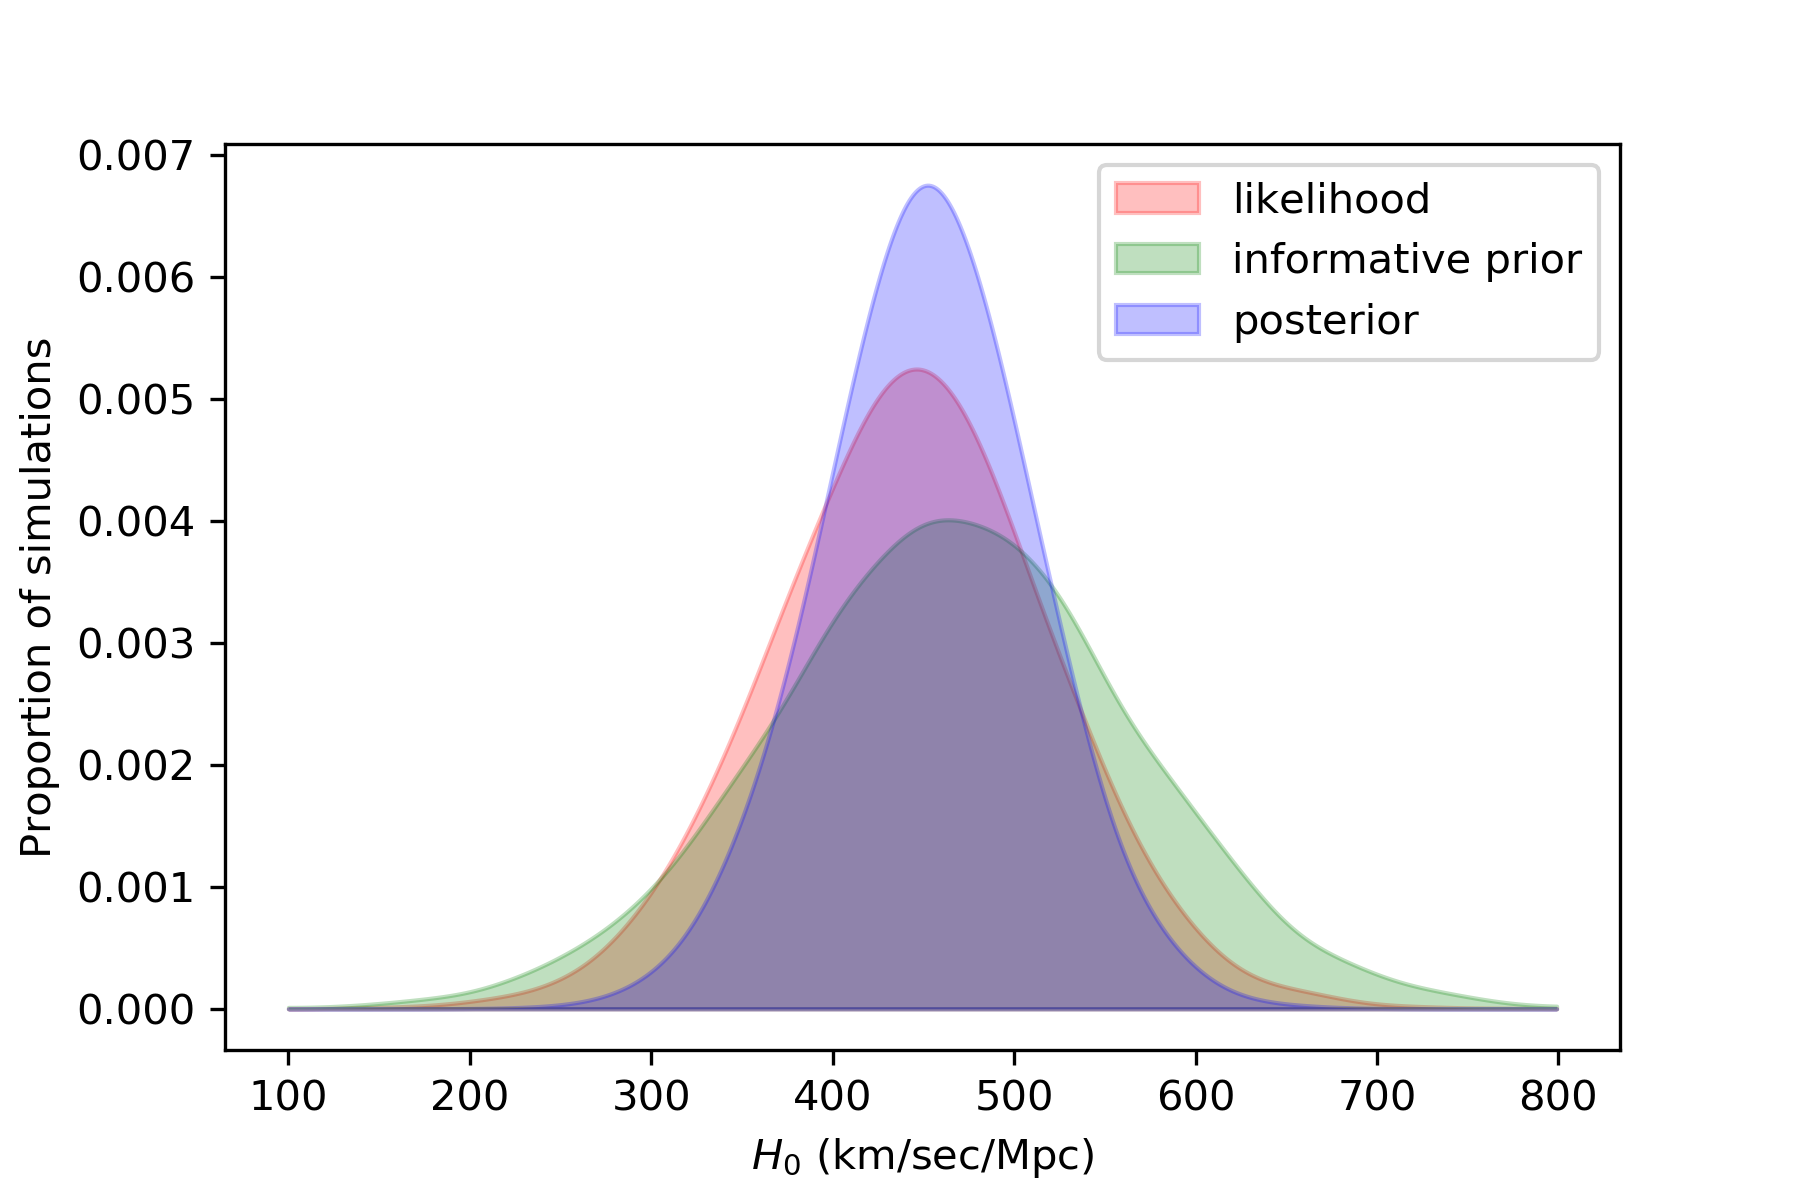 0.007
0.006
0.005
0.004
0.003
0.002
0.001
0.000
Proportion of simulations
likelihood
informative prior
posterior
100 200 300 400 500 600 700 800
H₀ (km/sec/Mpc)